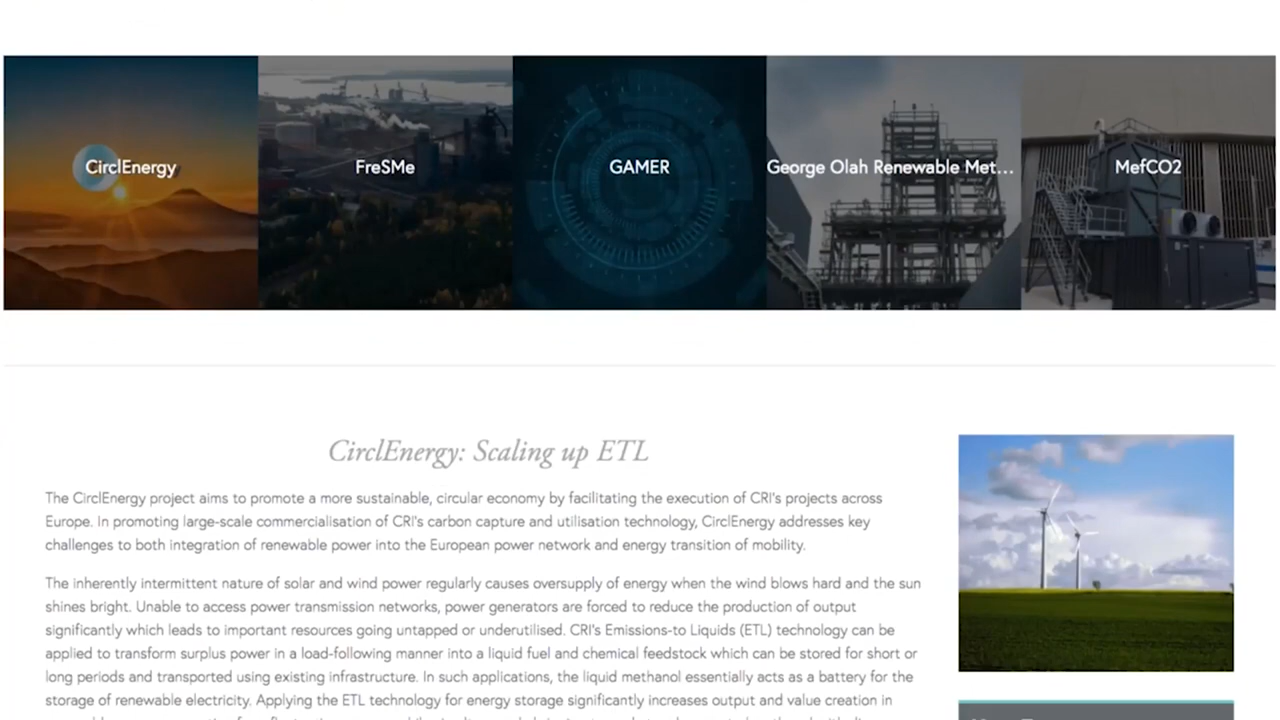 CirclEnergy
FreSMe
GAMER
George Olah Renewable Met...
MefCO2
CirclEnergy: Scaling up ETL
The CirclEnergy project aims to promote a more sustainable, circular economy by facilitating the execution of CRI's projects across
Europe. In promoting large-scale commercialisation of CRI's carbon capture and utilisation technology, CirclEnergy addresses key
challenges to both integration of renewable power into the European power network and energy transition of mobility.
The inherently intermittent nature of solar and wind power regularly causes oversupply of energy when the wind blows hard and the sun
shines bright. Unable to access power transmission networks, power generators are forced to reduce the production of output
significantly which leads to important resources going untapped or underutilised. CRI's Emissions-to Liquids (ETL) technology can be
applied to transform surplus power in a load-following manner into a liquid fuel and chemical feedstock which can be stored for short or
long periods and transported using existing infrastructure. In such applications, the liquid methanol essentially acts as a battery for the
storage of renewable electricity. Applying the ETL technology for energy storage significantly increases output and value creation in